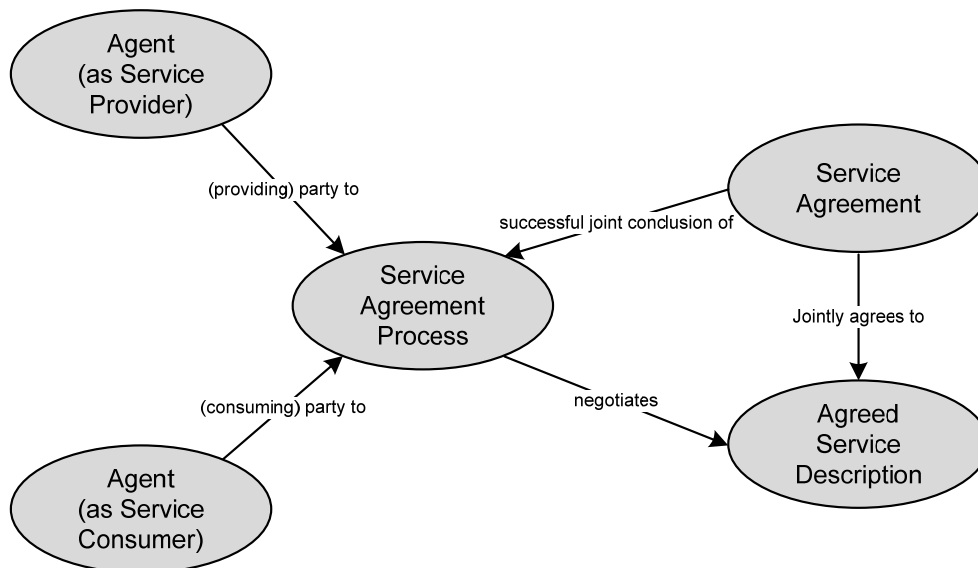 Agent
(as Service
Provider)
(providing) party to
Service
Agreement
successful joint conclusion of
Service
Agreement
Process
Jointly agrees to
(consuming) party to
negotiates
Agreed
Service
Description
Agent
(as Service
Consumer)